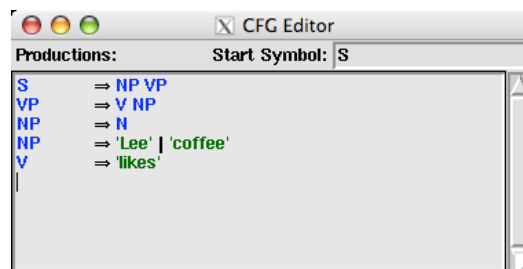 CFG Editor
Productions: Start Symbol: S
S ⇒ NP VP
VP ⇒ V NP
NP ⇒ N
NP ⇒ 'Lee' | 'coffee'
V ⇒ 'likes'